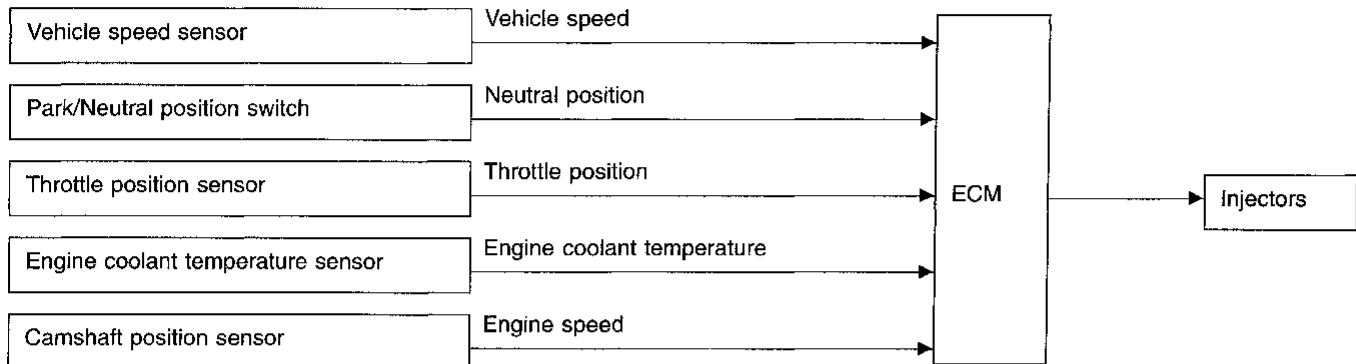 Vehicle speed sensor
Vehicle speed
Park/Neutral position switch
Neutral position
Throttle position sensor
Throttle position
ECM
Injectors
Engine coolant temperature sensor
Engine coolant temperature
Camshaft position sensor
Engine speed